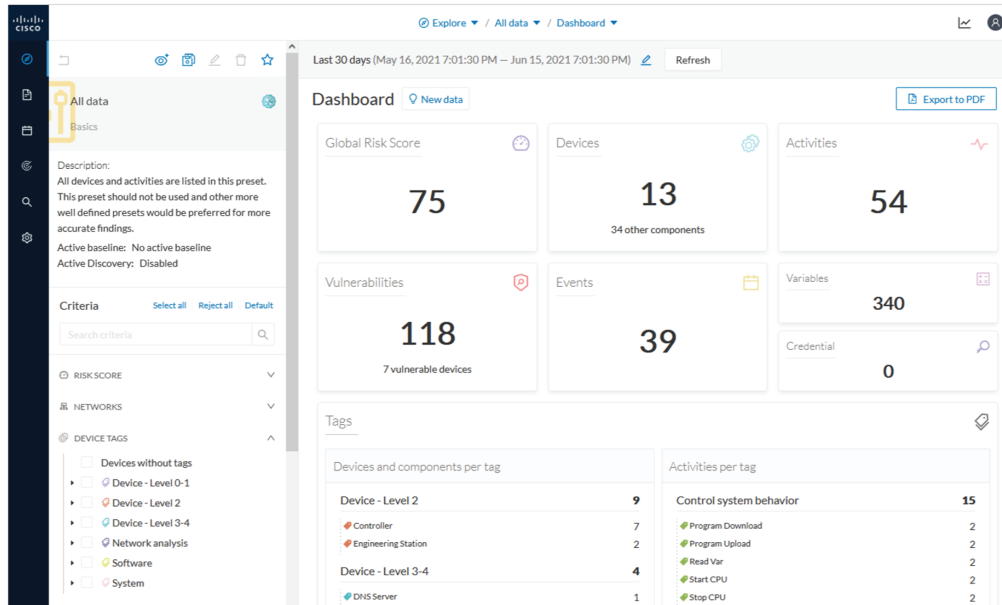 CISCO
Explore / All data / Dashboard
Last 30 days (May 16, 2021 7:01:30 PM — Jun 15, 2021 7:01:30 PM) Refresh
All data
Basics
Description:
All devices and activities are listed in this preset.
This preset should not be used and other more
well defined presets would be preferred for more
accurate findings.
Active baseline: No active baseline
Active Discovery: Disabled
Criteria Select all Reject all Default
Search criteria
RISK SCORE
NETWORKS
DEVICE TAGS
Devices without tags
Device - Level 0-1
Device - Level 2
Device - Level 3-4
Network analysis
Software
System
Dashboard New data Export to PDF
Global Risk Score
75
Devices
13
34 other components
Activities
54
Vulnerabilities
118
7 vulnerable devices
Events
39
Variables
340
Credential
0
Tags
Devices and components per tag
Device - Level 2 9
Controller 7
Engineering Station 2
Device - Level 3-4 4
DNS Server 1
Activities per tag
Control system behavior 15
Program Download 2
Program Upload 2
Read Var 2
Start CPU 2
Stop CPU 2